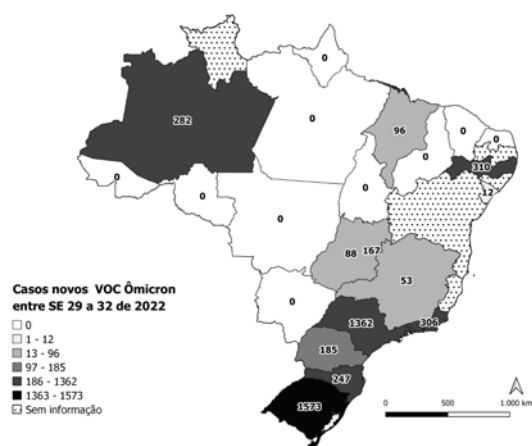 0
282
0
96
0
0
310
0
12
0
0
0
0
88
167
53
0
1362
306
185
247
1573
Casos novos VOC Ômicron
entre SE 29 a 32 de 2022
0
1 - 12
13 - 96
97 - 185
186 - 1362
1363 - 1573
Sem informação
0 500 1.000 km